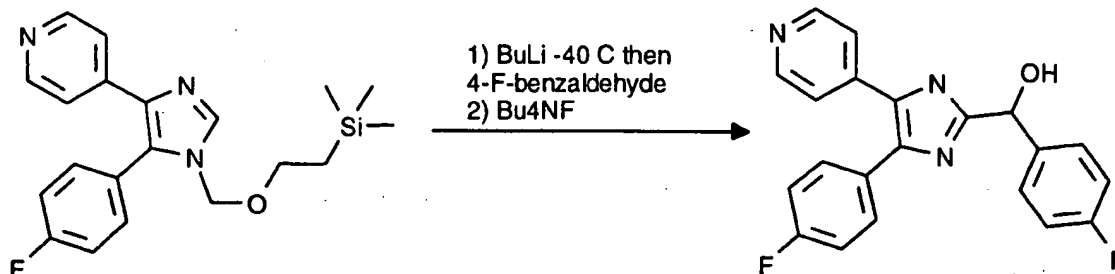 N
N
N
Si
O
F
1) BuLi -40 C then
4-F-benzaldehyde
2) Bu4NF
N
N
N
OH
F
F